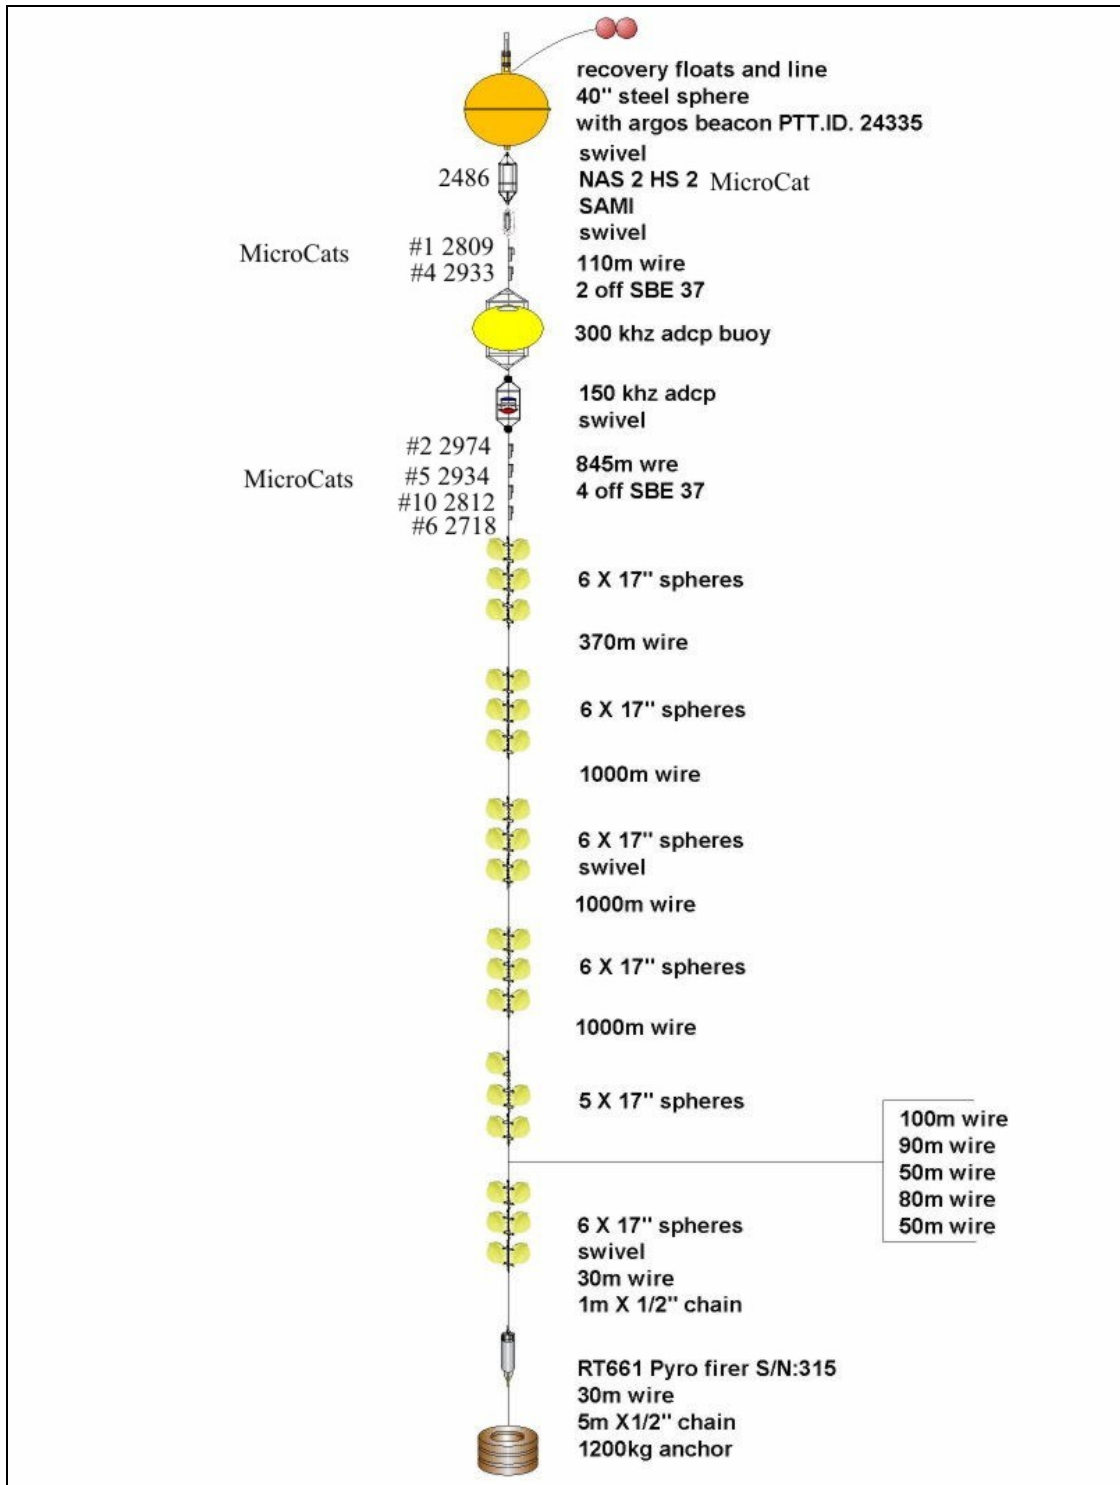 recovery floats and line
40" steel sphere
with argos beacon PTT.ID. 24335
swivel
2486 NAS 2 HS 2 MicroCat
SAMI
swivel
MicroCats
#1 2809
#4 2933
110m wire
2 off SBE 37
300 khz adcp buoy
150 khz adcp
swivel
MicroCats
#2 2974
#5 2934
#10 2812
#6 2718
845m wre
4 off SBE 37
6 X 17" spheres
370m wire
6 X 17" spheres
1000m wire
6 X 17" spheres
swivel
1000m wire
6 X 17" spheres
1000m wire
5 X 17" spheres
100m wire
90m wire
50m wire
80m wire
50m wire
6 X 17" spheres
swivel
30m wire
1m X 1/2" chain
RT661 Pyro firer S/N:315
30m wire
5m X1/2" chain
1200kg anchor